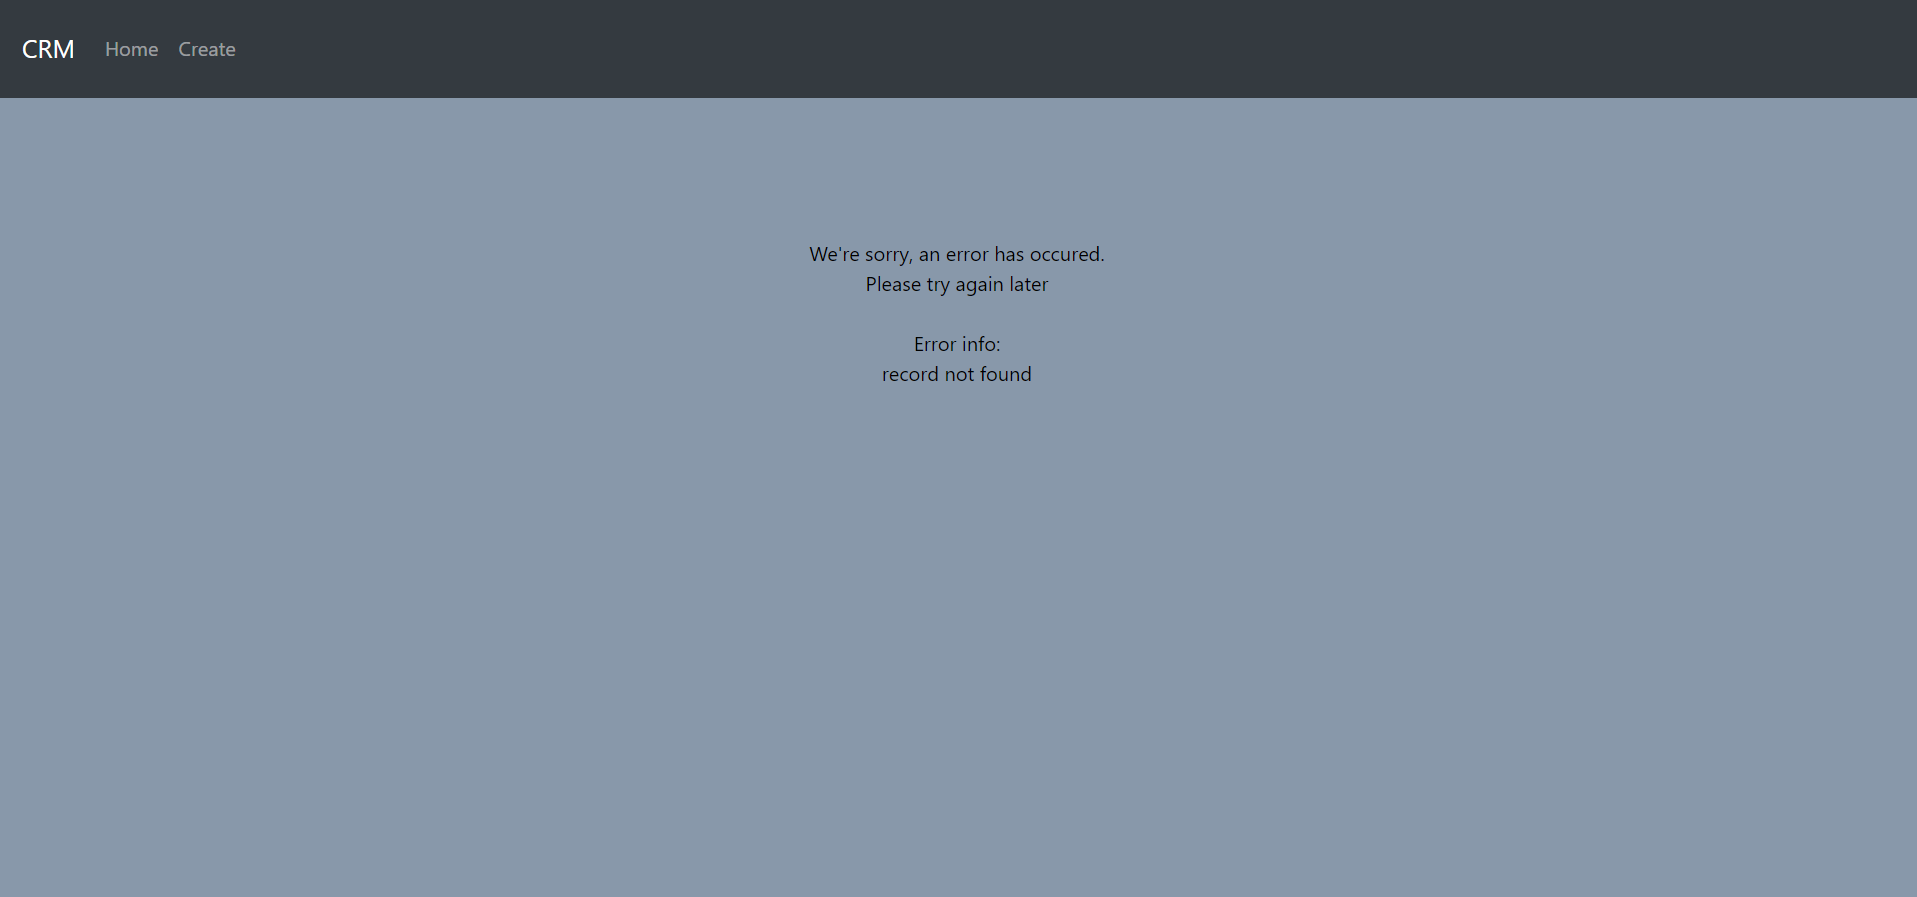 CRM Home Create
We're sorry, an error has occured.
Please try again later
Error info:
record not found